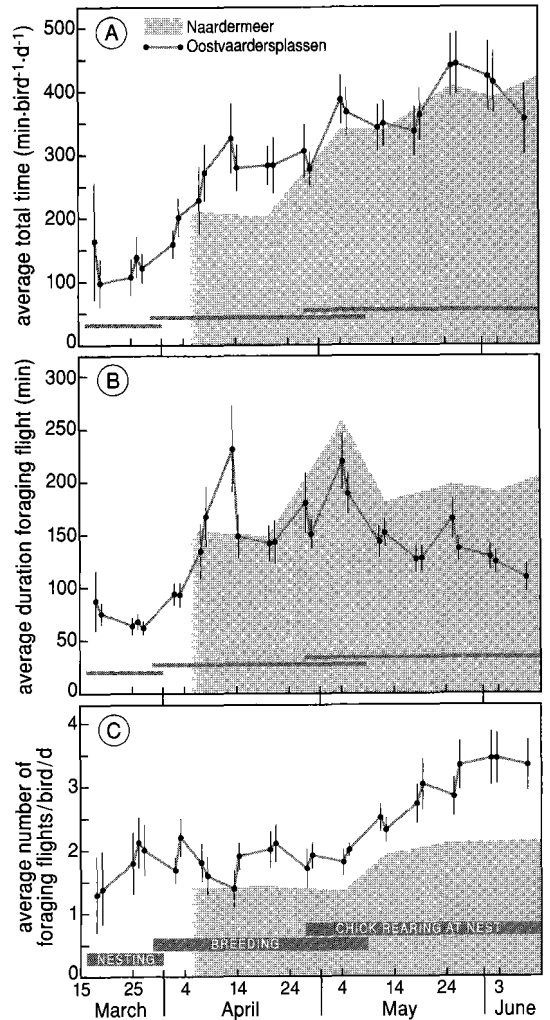 A
Naardermeer
Oostvaardersplassen
average total time (min·bird⁻¹·d⁻¹)
500
400
300
200
100
0
B
average duration foraging flight (min)
300
250
200
150
100
50
0
C
average number of
foraging flights/bird/d
4
3
2
1
0
CHICK REARING AT NEST
BREEDING
NESTING
15 25 4 14 24 4 14 24 3
March April May June